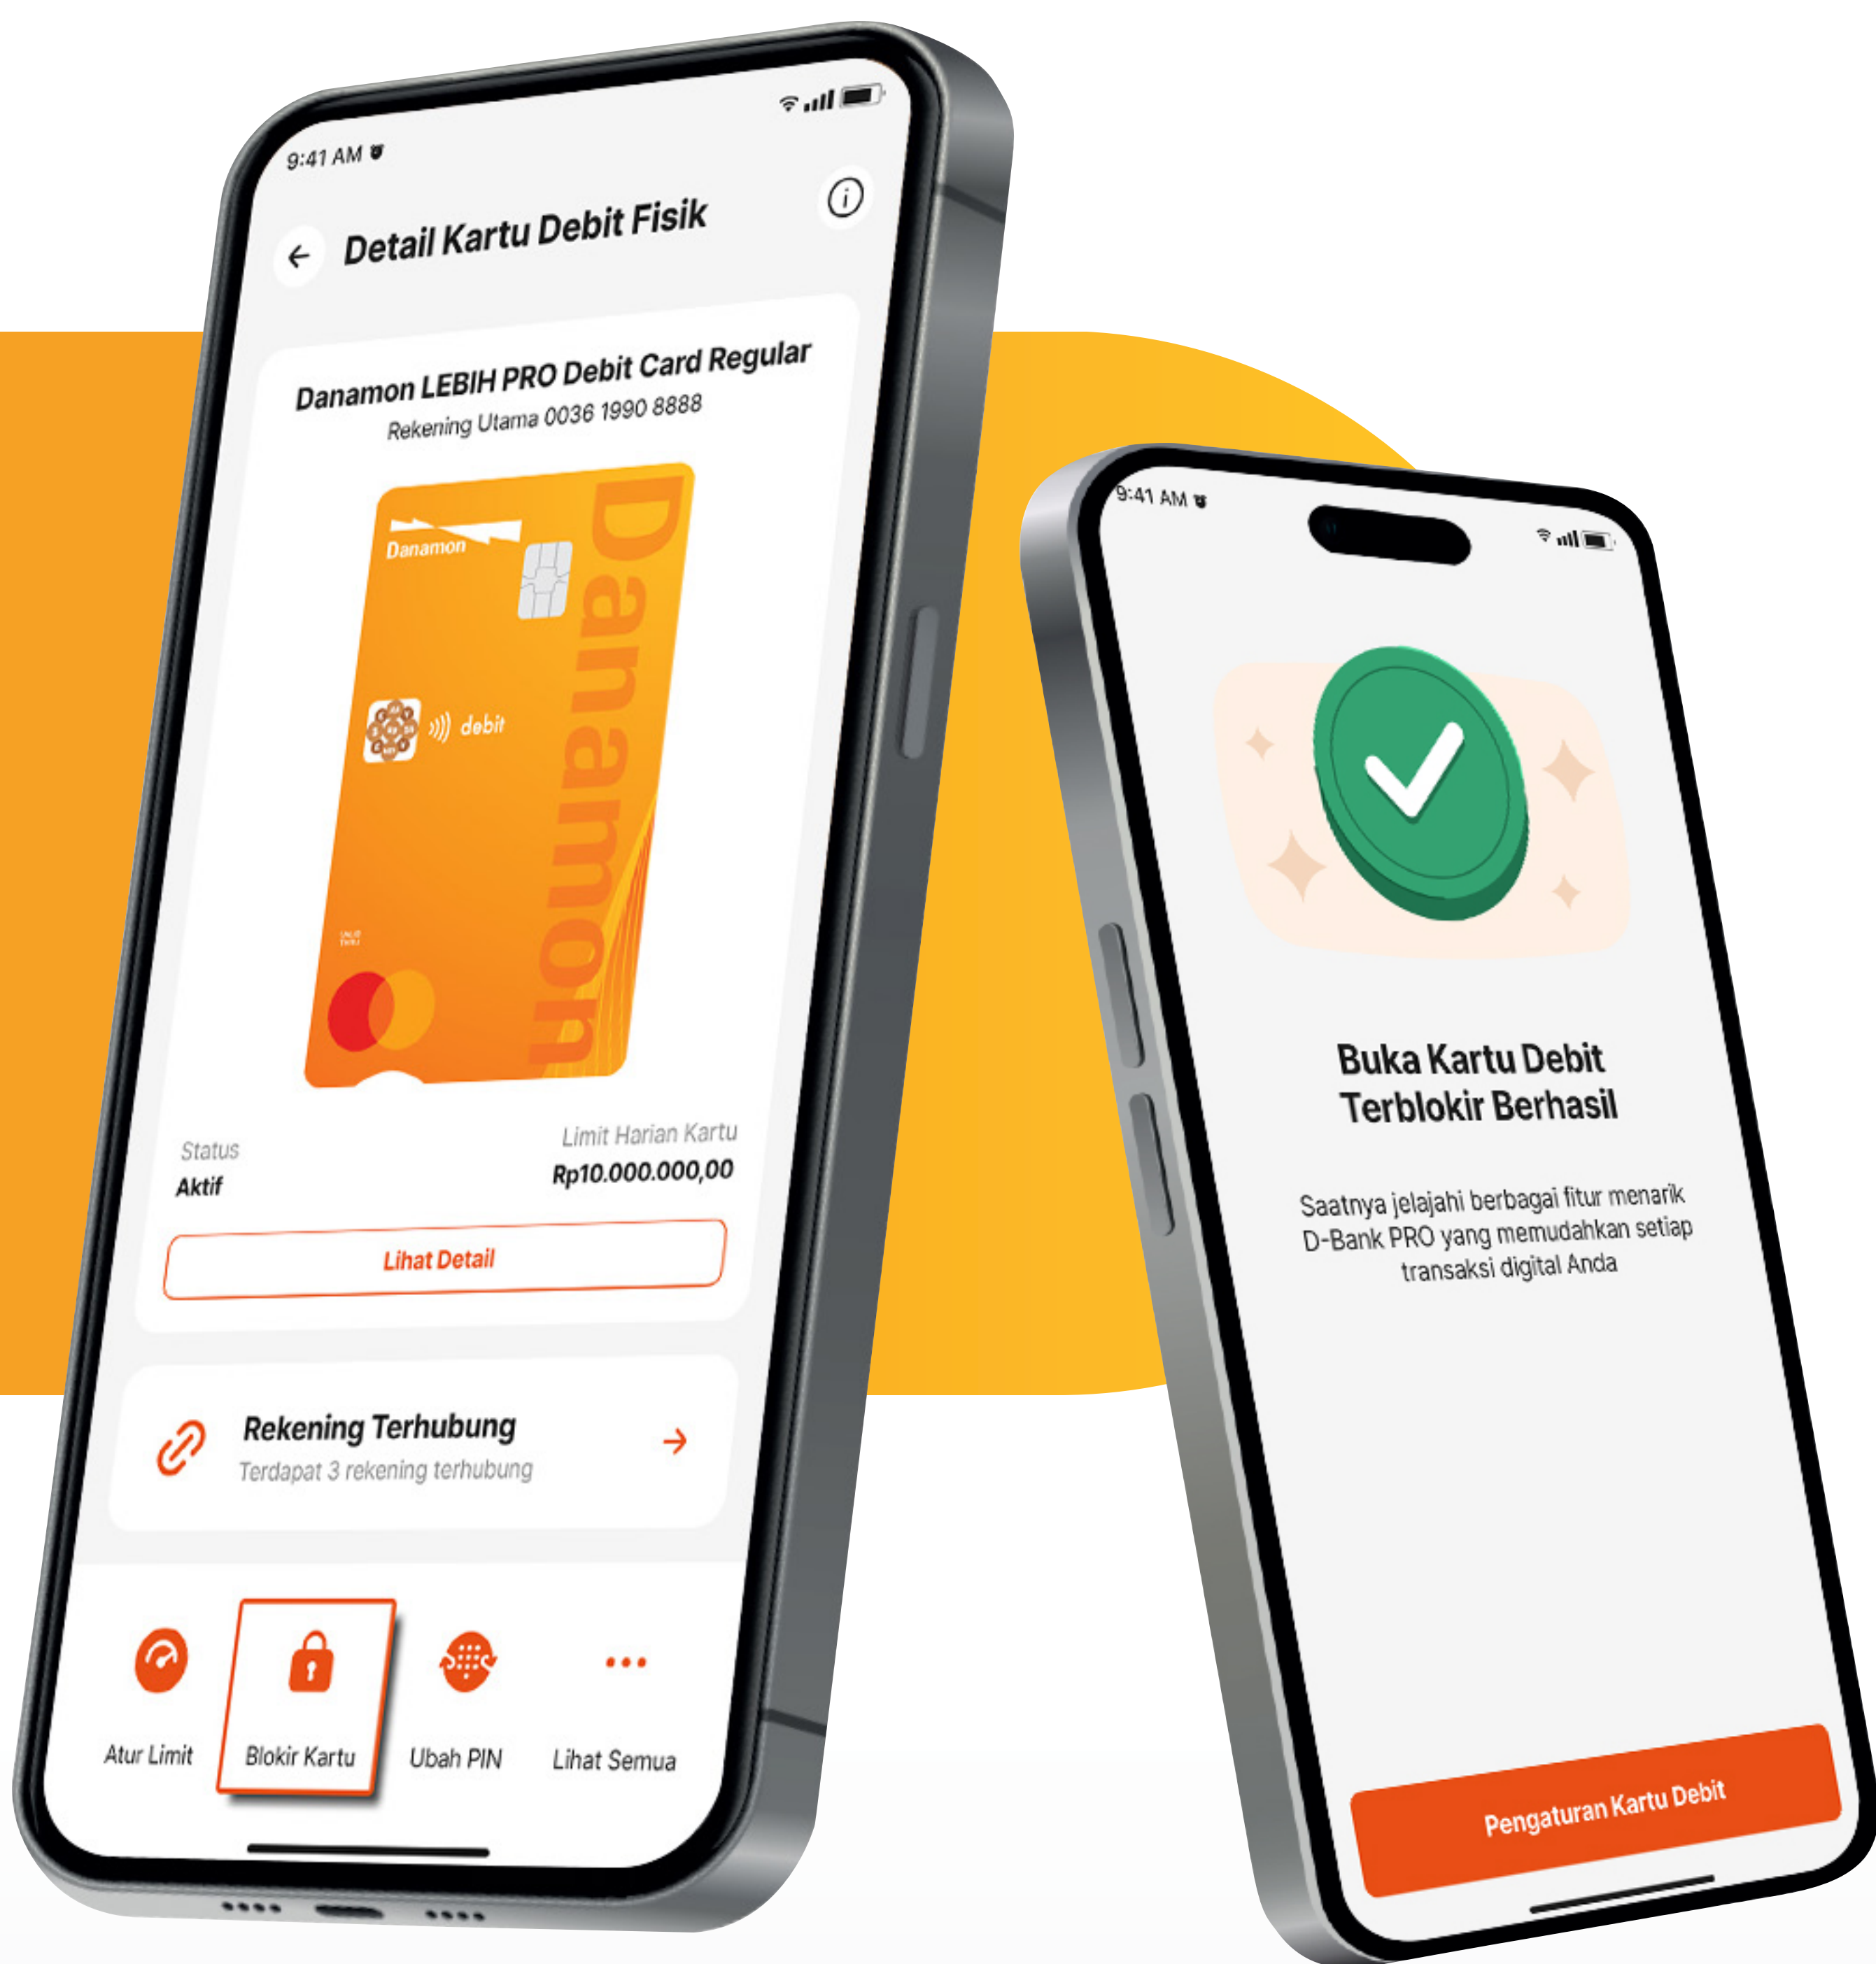 9:41 AM
Detail Kartu Debit Fisik
Danamon LEBIH PRO Debit Card Regular
Rekening Utama 0036 1990 8888
Danamon
Danamon
debit
VALID
THRU
Status
Limit Harian Kartu
Aktif
Rp10.000.000,00
Lihat Detail
Rekening Terhubung
Terdapat 3 rekening terhubung
Atur Limit
Blokir Kartu
Ubah PIN
Lihat Semua
9:41 AM
Buka Kartu Debit
Terblokir Berhasil
Saatnya jelajahi berbagai fitur menarik
D-Bank PRO yang memudahkan setiap
transaksi digital Anda
Pengaturan Kartu Debit